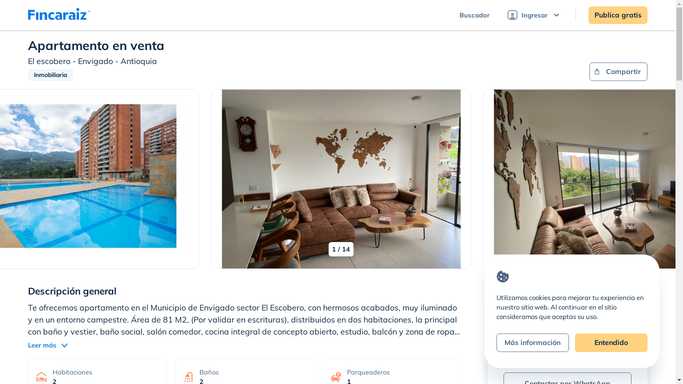 Fincaraiz
Buscador
Ingresar
Publica gratis
Apartamento en venta
El escobero - Envigado - Antioquia
Inmobiliaria
Compartir
1 / 14
Descripción general
Te ofrecemos apartamento en el Municipio de Envigado sector El Escobero, con hermosos acabados, muy iluminado
y en un entorno campestre. Área de 81 M2. (Por validar en escrituras), distribuidos en dos habitaciones, la principal
con baño y vestier, baño social, salón comedor, cocina integral de concepto abierto, estudio, balcón y zona de ropa...
Leer más
Habitaciones
2
Baños
2
Parqueaderos
1
Utilizamos cookies para mejorar tu experiencia en
nuestro sitio web. Al continuar en el sitio
consideramos que aceptas su uso.
Más información
Entendido
Contactar por WhatsApp